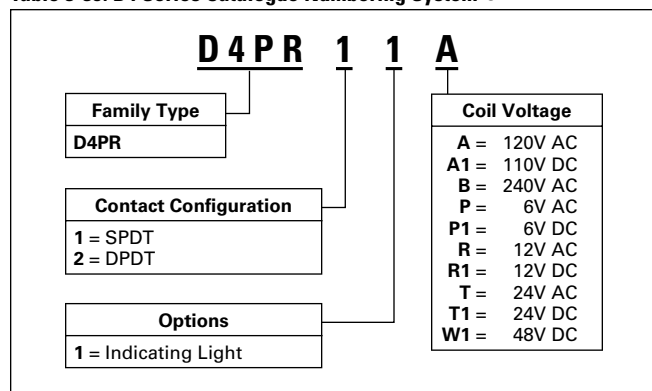 D4PR 1 1 A
Family Type
D4PR
Contact Configuration
1 = SPDT
2 = DPDT
Options
1 = Indicating Light
Coil Voltage
A = 120V AC
A1 = 110V DC
B = 240V AC
P = 6V AC
P1 = 6V DC
R = 12V AC
R1 = 12V DC
T = 24V AC
T1 = 24V DC
W1 = 48V DC